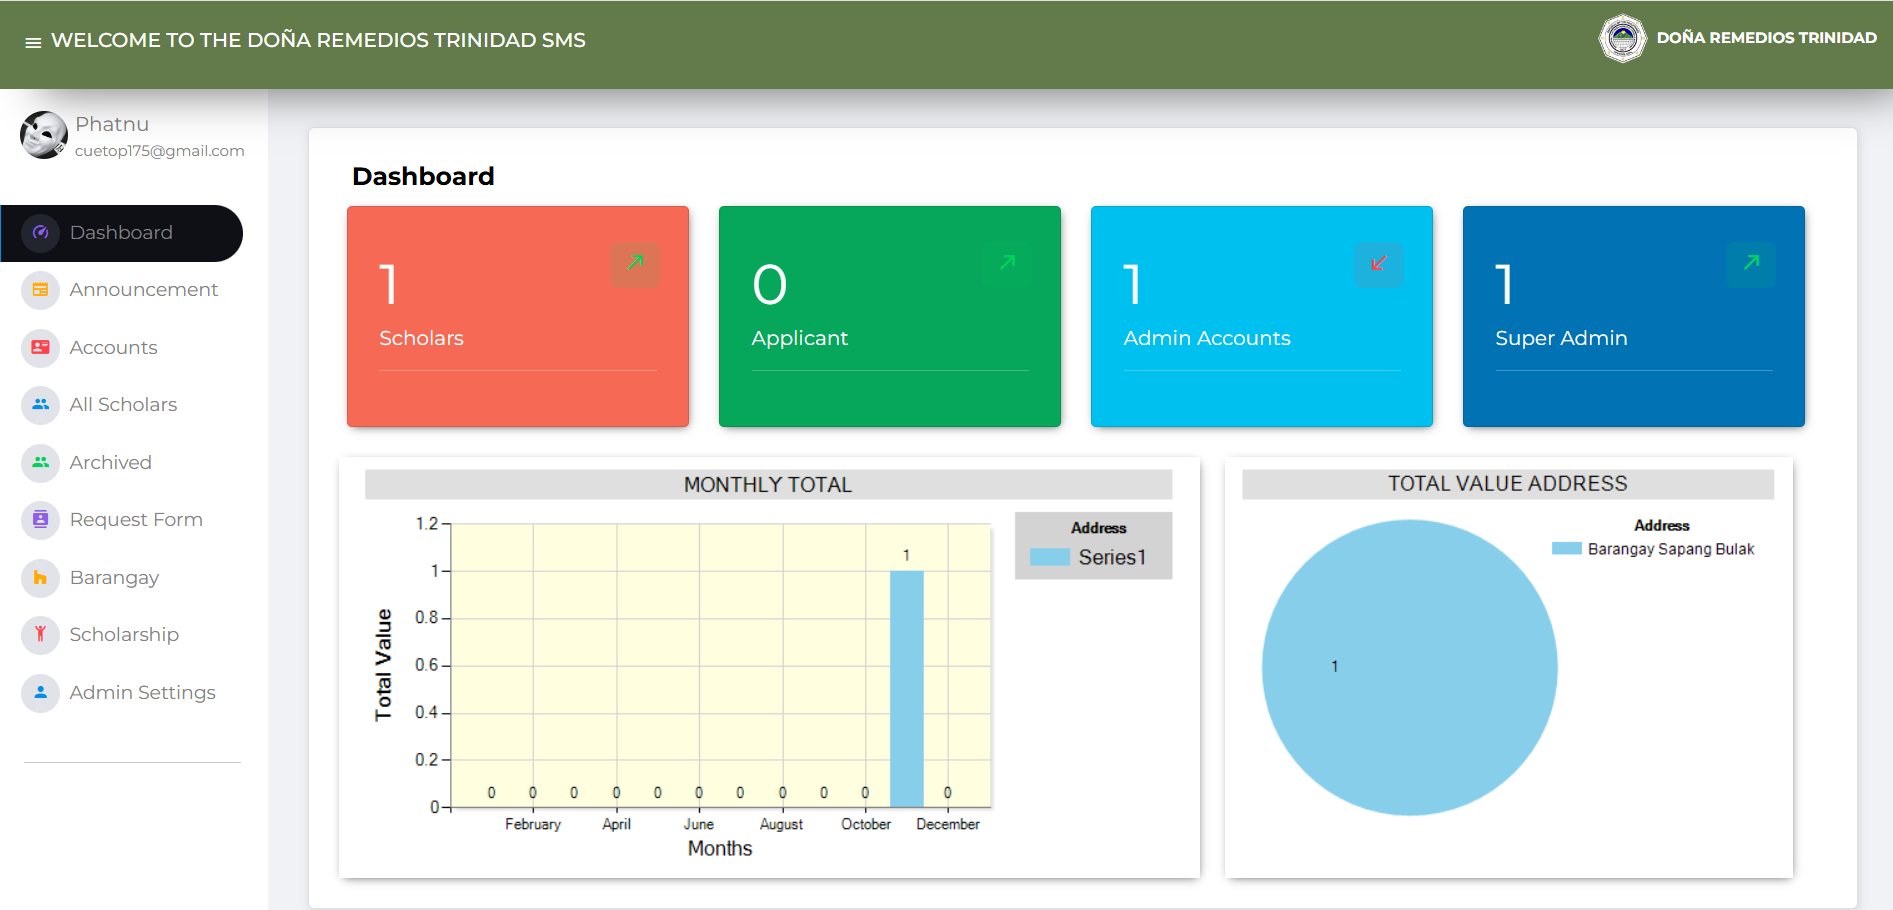 WELCOME TO THE DOÑA REMEDIOS TRINIDAD SMS
DOÑA REMEDIOS TRINIDAD
Phatnu
cuetop175@gmail.com
Dashboard
Announcement
Accounts
All Scholars
Archived
Request Form
Barangay
Scholarship
Admin Settings
Dashboard
1
Scholars
0
Applicant
1
Admin Accounts
1
Super Admin
MONTHLY TOTAL
Total Value
1.2
1
0.8
0.6
0.4
0.2
0
1
0 0 0 0 0 0 0 0 0 0 0
February April June August October December
Months
Address
Series1
TOTAL VALUE ADDRESS
1
Address
Barangay Sapang Bulak